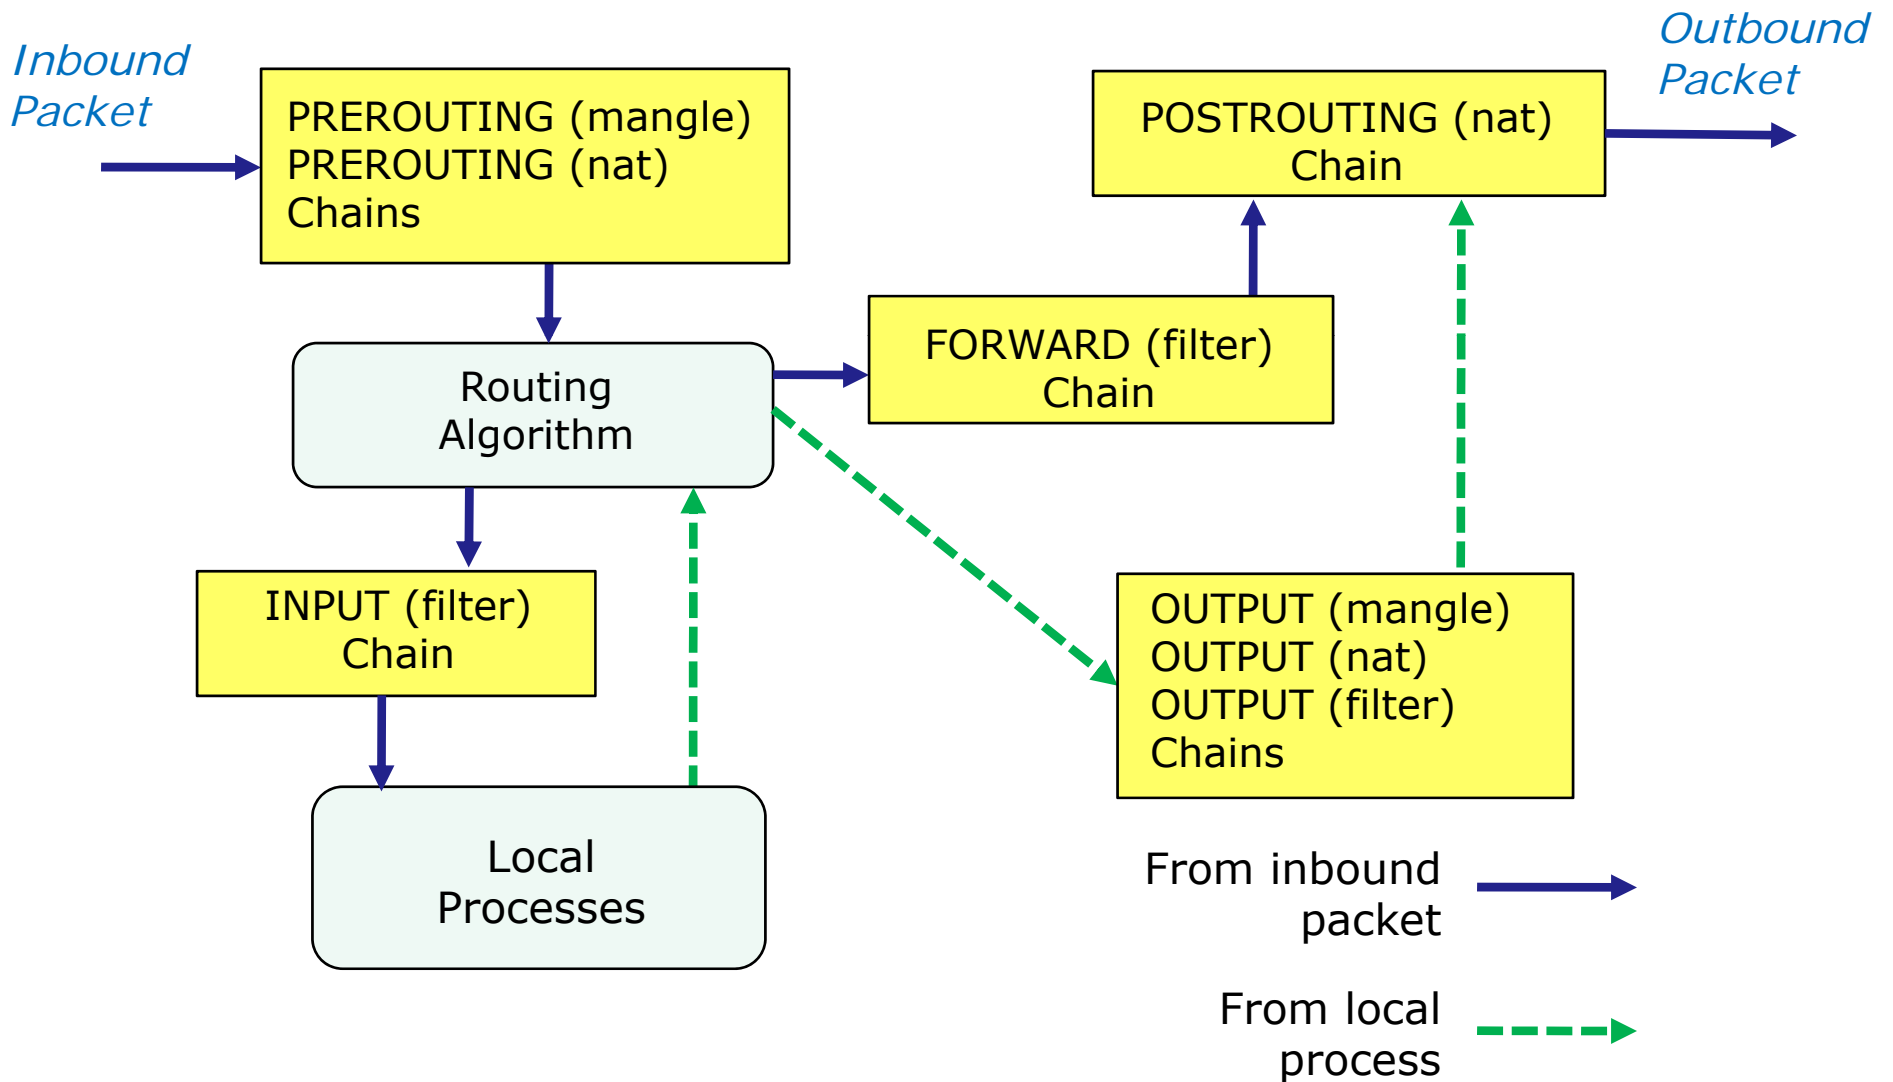 Inbound
Packet
PREROUTING (mangle)
PREROUTING (nat)
Chains
POSTROUTING (nat)
Chain
Outbound
Packet
Routing
Algorithm
FORWARD (filter)
Chain
INPUT (filter)
Chain
OUTPUT (mangle)
OUTPUT (nat)
OUTPUT (filter)
Chains
Local
Processes
From inbound
packet
From local
process